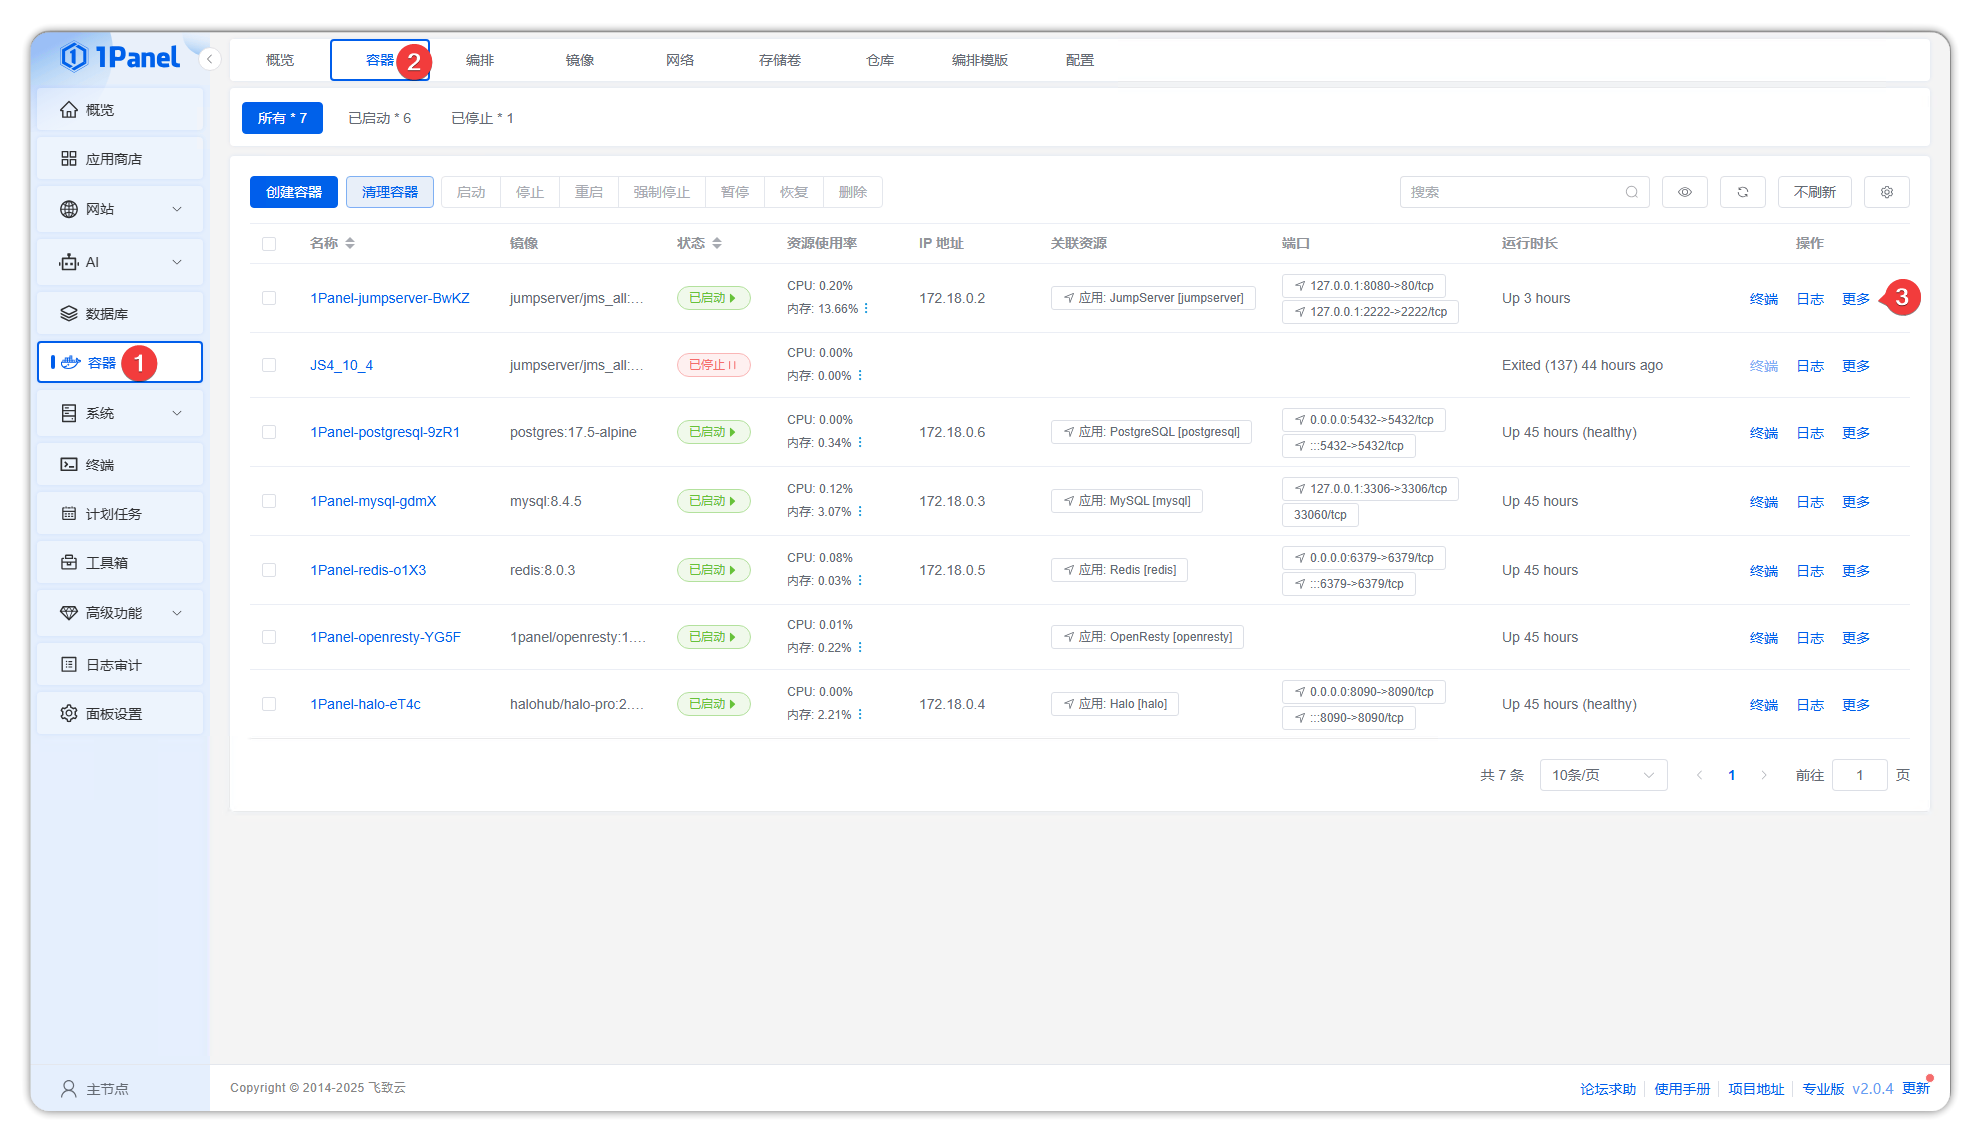 1Panel
概览
应用商店
网站
AI
数据库
容器 1
系统
终端
计划任务
工具箱
高级功能
日志审计
面板设置
主节点
概览 容器 2 编排 镜像 网络 存储卷 仓库 编排模版 配置
所有 * 7 已启动 * 6 已停止 * 1
创建容器 清理容器 启动 停止 重启 强制停止 暂停 恢复 删除 搜索 不刷新
名称 镜像 状态 资源使用率 IP 地址 关联资源 端口 运行时长 操作
1Panel-jumpserver-BwKZ jumpserver/jms_all:... 已启动 CPU: 0.20% 172.18.0.2 应用: JumpServer [jumpserver] 127.0.0.1:8080->80/tcp Up 3 hours 终端 日志 更多 3
内存: 13.66% 127.0.0.1:2222->2222/tcp
JS4_10_4 jumpserver/jms_all:... 已停止 CPU: 0.00% Exited (137) 44 hours ago 终端 日志 更多
内存: 0.00%
1Panel-postgresql-9zR1 postgres:17.5-alpine 已启动 CPU: 0.00% 172.18.0.6 应用: PostgreSQL [postgresql] 0.0.0.0:5432->5432/tcp Up 45 hours (healthy) 终端 日志 更多
内存: 0.34% :::5432->5432/tcp
1Panel-mysql-gdmX mysql:8.4.5 已启动 CPU: 0.12% 172.18.0.3 应用: MySQL [mysql] 127.0.0.1:3306->3306/tcp Up 45 hours 终端 日志 更多
内存: 3.07% 33060/tcp
1Panel-redis-o1X3 redis:8.0.3 已启动 CPU: 0.08% 172.18.0.5 应用: Redis [redis] 0.0.0.0:6379->6379/tcp Up 45 hours 终端 日志 更多
内存: 0.03% :::6379->6379/tcp
1Panel-openresty-YG5F 1panel/openresty:1.... 已启动 CPU: 0.01% 应用: OpenResty [openresty] Up 45 hours 终端 日志 更多
内存: 0.22%
1Panel-halo-eT4c halohub/halo-pro:2.... 已启动 CPU: 0.00% 172.18.0.4 应用: Halo [halo] 0.0.0.0:8090->8090/tcp Up 45 hours (healthy) 终端 日志 更多
内存: 2.21% :::8090->8090/tcp
共 7 条 10条/页 1 前往 1 页
Copyright © 2014-2025 飞致云 论坛求助 使用手册 项目地址 专业版 v2.0.4 更新